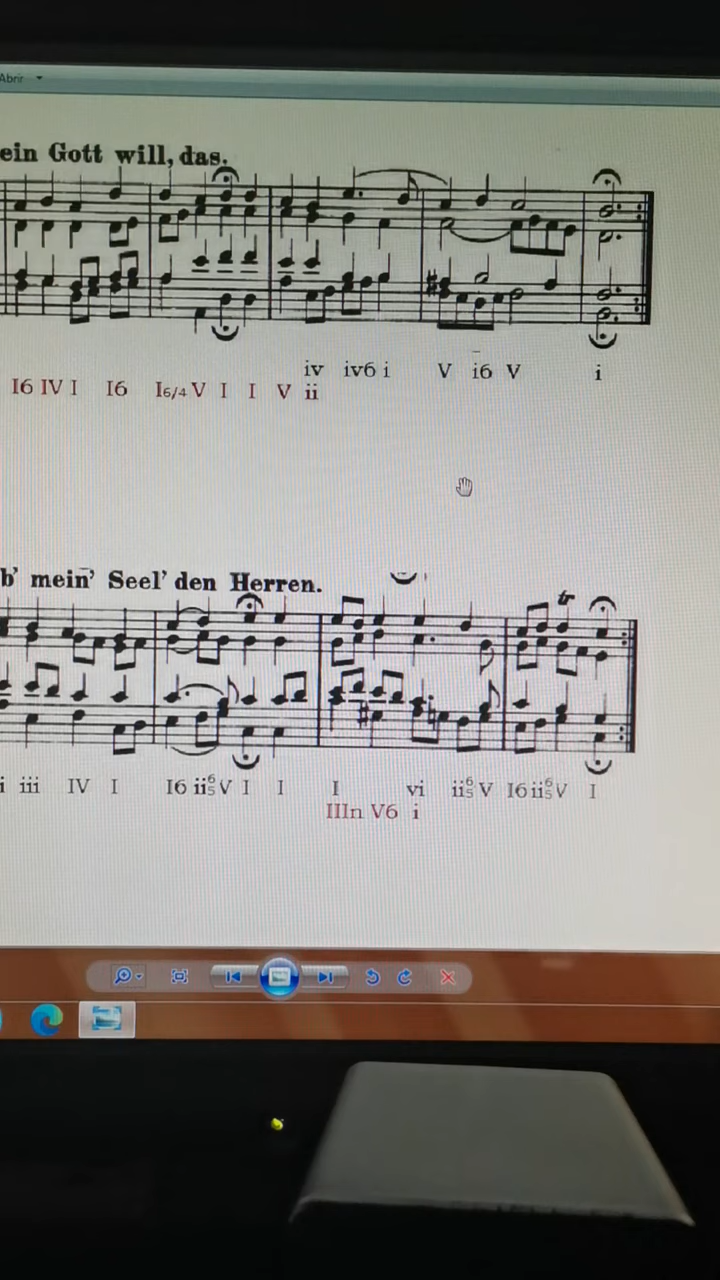 Abrir
ein Gott will, das.
iv iv6 i V i6 V i
I6 IV I I6 I6/4 V I I V ii
b' mein' Seel' den Herren.
tr
i iii IV I I6 ii6/5 V I I I vi ii6/5 V I6 ii6/5 V I
IIIn V6 i